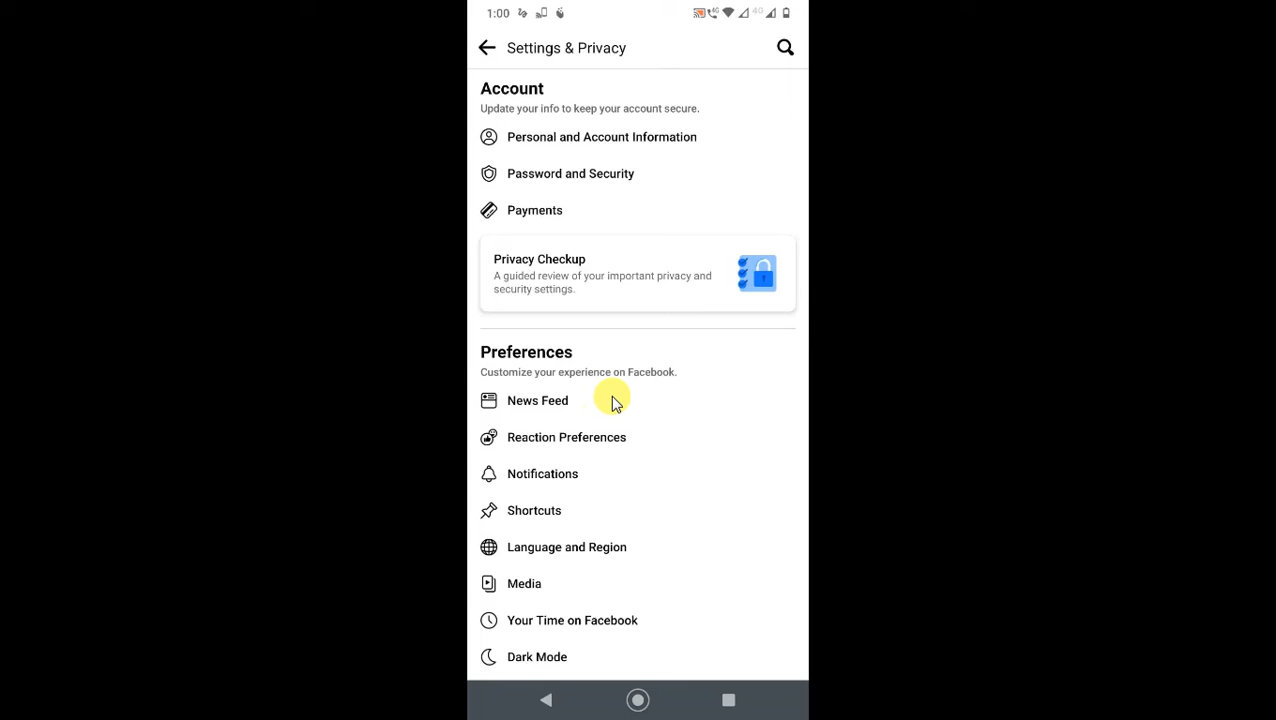 1:00 4G 4G
Settings & Privacy
Account
Update your info to keep your account secure.
Personal and Account Information
Password and Security
Payments
Privacy Checkup
A guided review of your important privacy and
security settings.
Preferences
Customize your experience on Facebook.
News Feed
Reaction Preferences
Notifications
Shortcuts
Language and Region
Media
Your Time on Facebook
Dark Mode